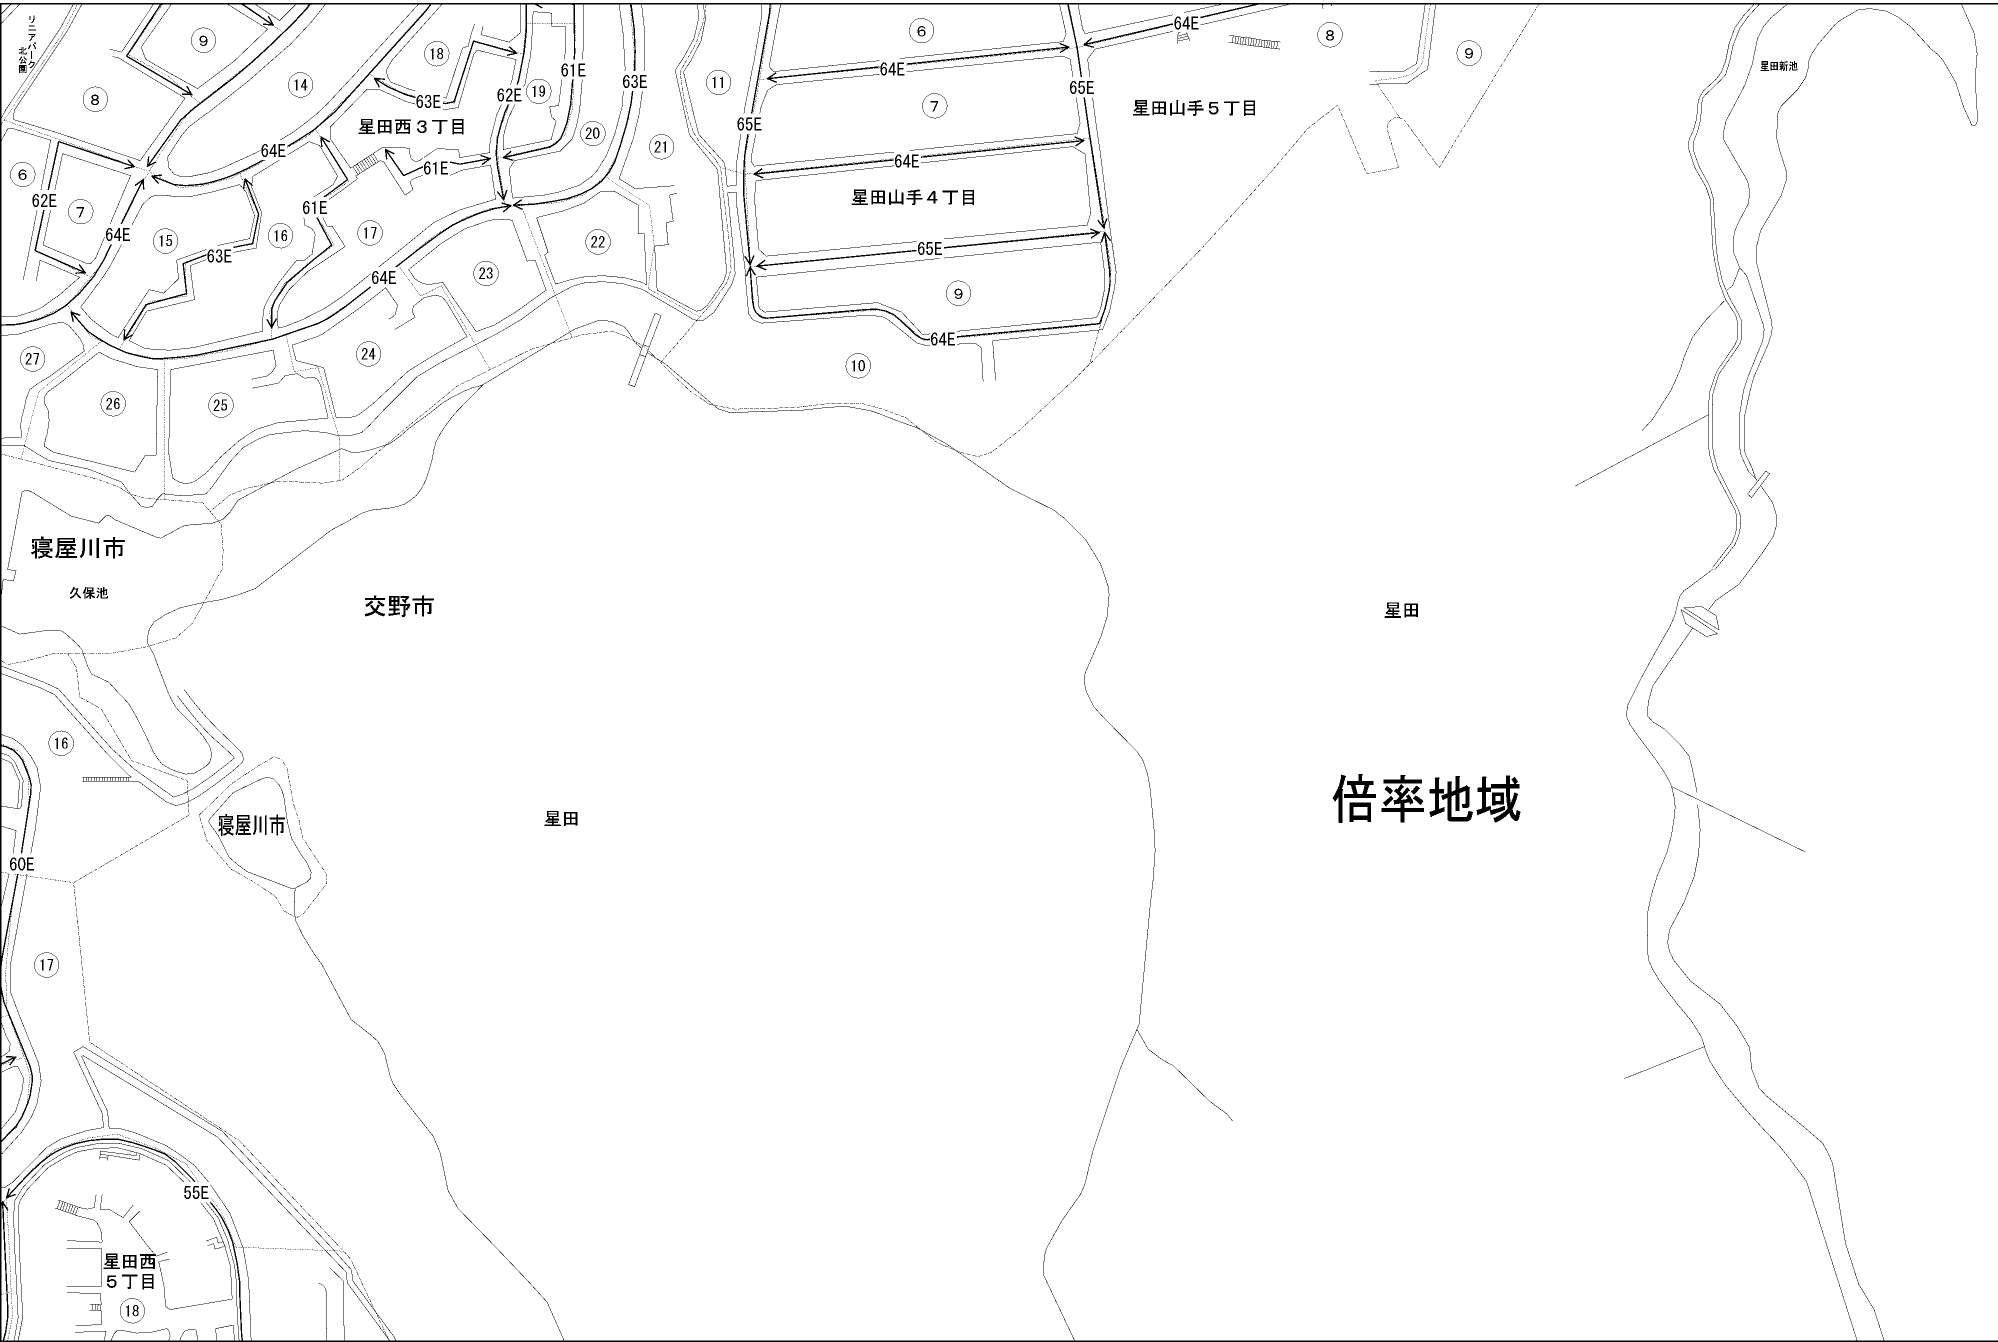 リニアパーク
北公園
9
18
19
61E
63E
11
6
64E
64E
8
9
星田新池
8
14
63E
62E
20
65E
7
65E
星田山手５丁目
星田西３丁目
64E
61E
21
64E
6
62E
7
61E
星田山手４丁目
64E
15
63E
16
17
22
65E
64E
23
9
27
24
64E
10
26
25
寝屋川市
久保池
交野市
星田
16
寝屋川市
星田
倍率地域
60E
17
55E
星田西
５丁目
18